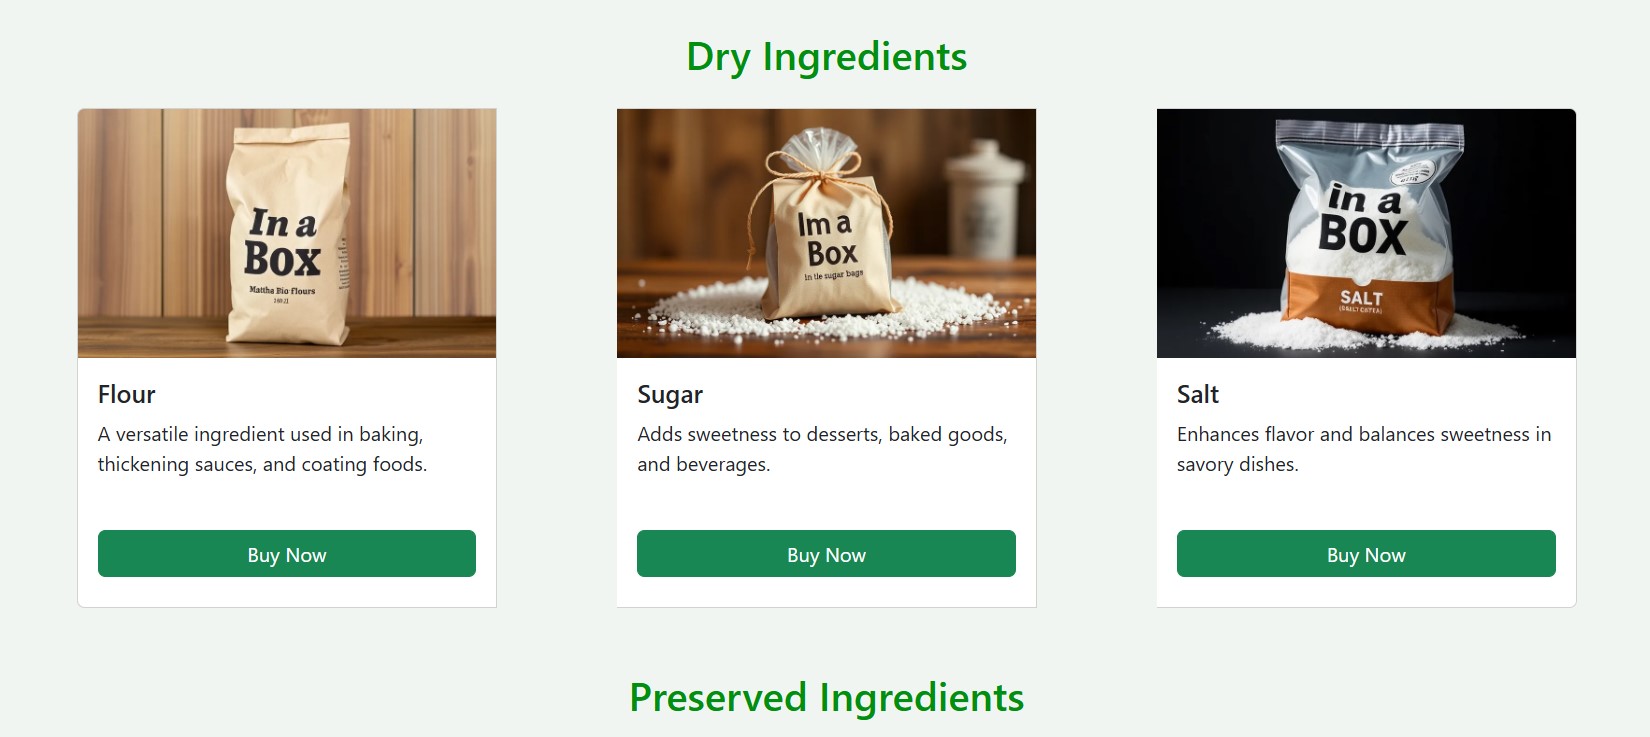 Dry Ingredients
In a
Box
Mattha Bio flours
Im a
Box
in tle sugar bags
in a
BOX
SALT
Flour
A versatile ingredient used in baking,
thickening sauces, and coating foods.
Buy Now
Sugar
Adds sweetness to desserts, baked goods,
and beverages.
Buy Now
Salt
Enhances flavor and balances sweetness in
savory dishes.
Buy Now
Preserved Ingredients